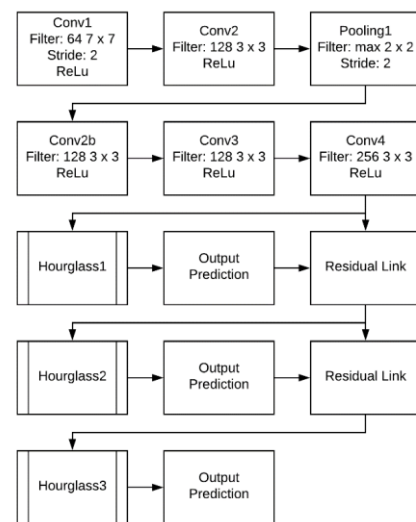 Conv1
Filter: 64 7 x 7
Stride: 2
ReLu
Conv2
Filter: 128 3 x 3
ReLu
Pooling1
Filter: max 2 x 2
Stride: 2
Conv2b
Filter: 128 3 x 3
ReLu
Conv3
Filter: 128 3 x 3
ReLu
Conv4
Filter: 256 3 x 3
ReLu
Hourglass1
Output
Prediction
Residual Link
Hourglass2
Output
Prediction
Residual Link
Hourglass3
Output
Prediction